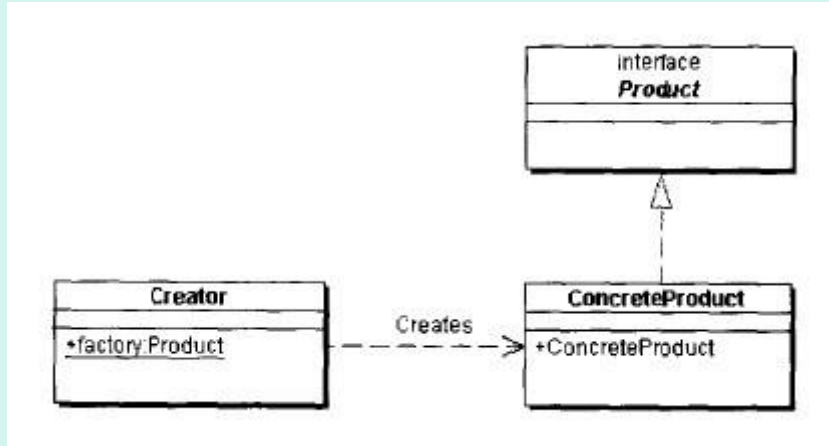 interface
Product
Creator
+factory:Product
Creates
ConcreteProduct
+ConcreteProduct